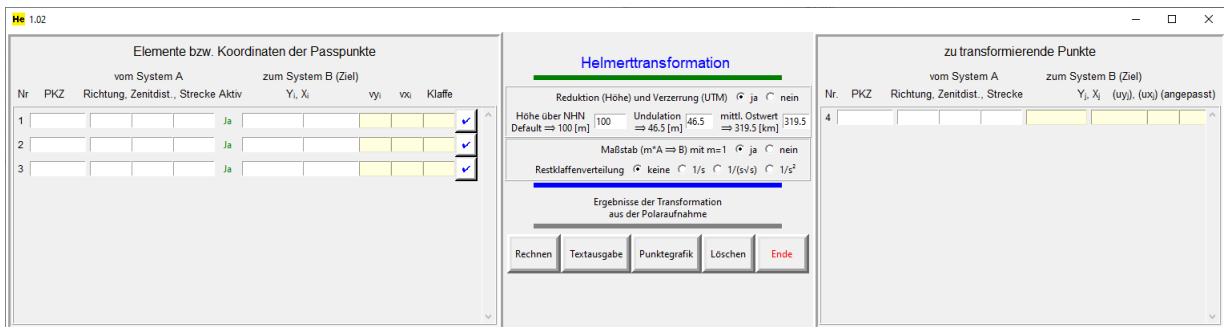 He 1.02
Elemente bzw. Koordinaten der Passpunkte
vom System A zum System B (Ziel)
Nr PKZ Richtung, Zenitdist., Strecke Aktiv Yᵢ, Xᵢ vyᵢ vxᵢ Klaffe
1 Ja ✔
2 Ja ✔
3 Ja ✔
Helmerttransformation
Reduktion (Höhe) und Verzerrung (UTM) ja nein
Höhe über NHN Default ⟹ 100 [m] 100 Undulation ⟹ 46.5 [m] 46.5 mittl. Ostwert ⟹ 319.5 [km] 319.5
Maßstab (m*A ⟹ B) mit m=1 ja nein
Restklaffenverteilung keine 1/s 1/(s√s) 1/s²
Ergebnisse der Transformation
aus der Polaraufnahme
Rechnen Textausgabe Punktegrafik Löschen Ende
zu transformierende Punkte
vom System A zum System B (Ziel)
Nr. PKZ Richtung, Zenitdist., Strecke Yⱼ, Xⱼ (uyⱼ), (uxⱼ) (angepasst)
4